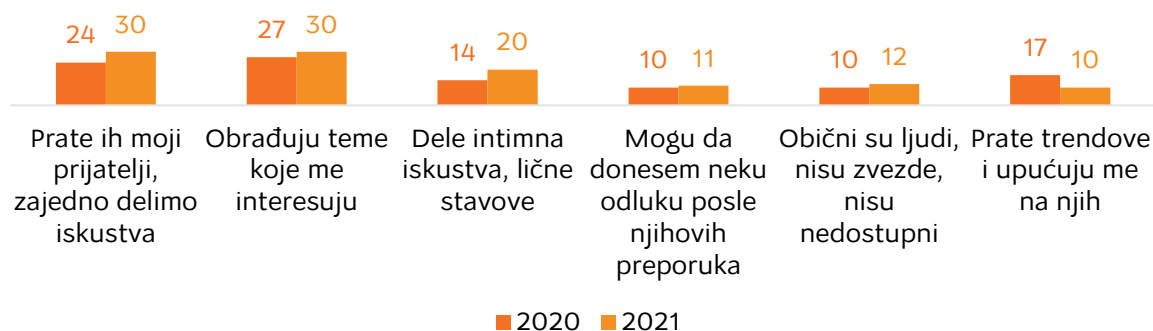 24 30 27 30 14 20 10 11 10 12 17 10
Prate ih moji
prijatelji,
zajedno delimo
iskustva
Obrađuju teme
koje me
interesuju
Dele intimna
iskustva, lične
stavove
Mogu da
donesem neku
odluku posle
njihovih
preporuka
Obični su ljudi,
nisu zvezde,
nisu
nedostupni
Prate trendove
i upućuju me
na njih
2020 2021